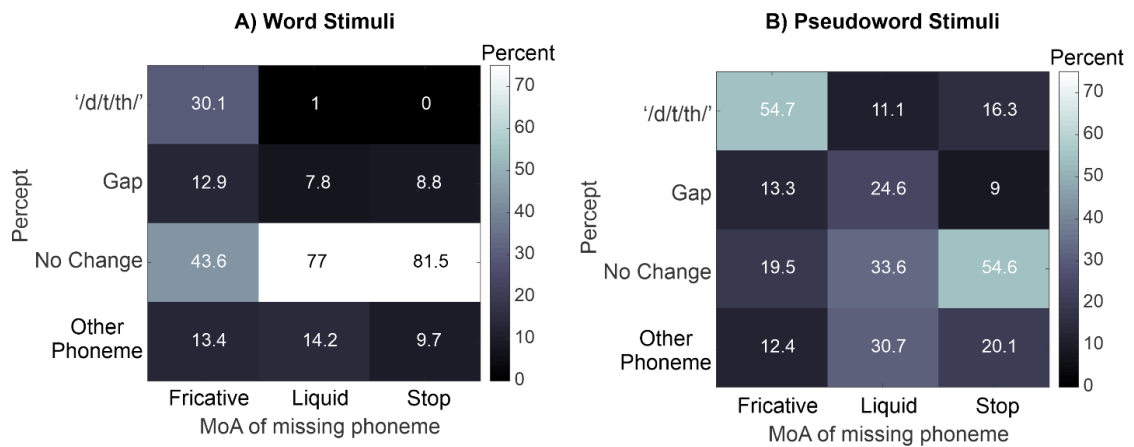 A) Word Stimuli
Percent
Percept
‘/d/t/th/’ 30.1 1 0
Gap 12.9 7.8 8.8
No Change 43.6 77 81.5
Other
Phoneme 13.4 14.2 9.7
Fricative Liquid Stop
MoA of missing phoneme
70
60
50
40
30
20
10
0
B) Pseudoword Stimuli
Percent
Percept
‘/d/t/th/’ 54.7 11.1 16.3
Gap 13.3 24.6 9
No Change 19.5 33.6 54.6
Other
Phoneme 12.4 30.7 20.1
Fricative Liquid Stop
MoA of missing phoneme
70
60
50
40
30
20
10
0